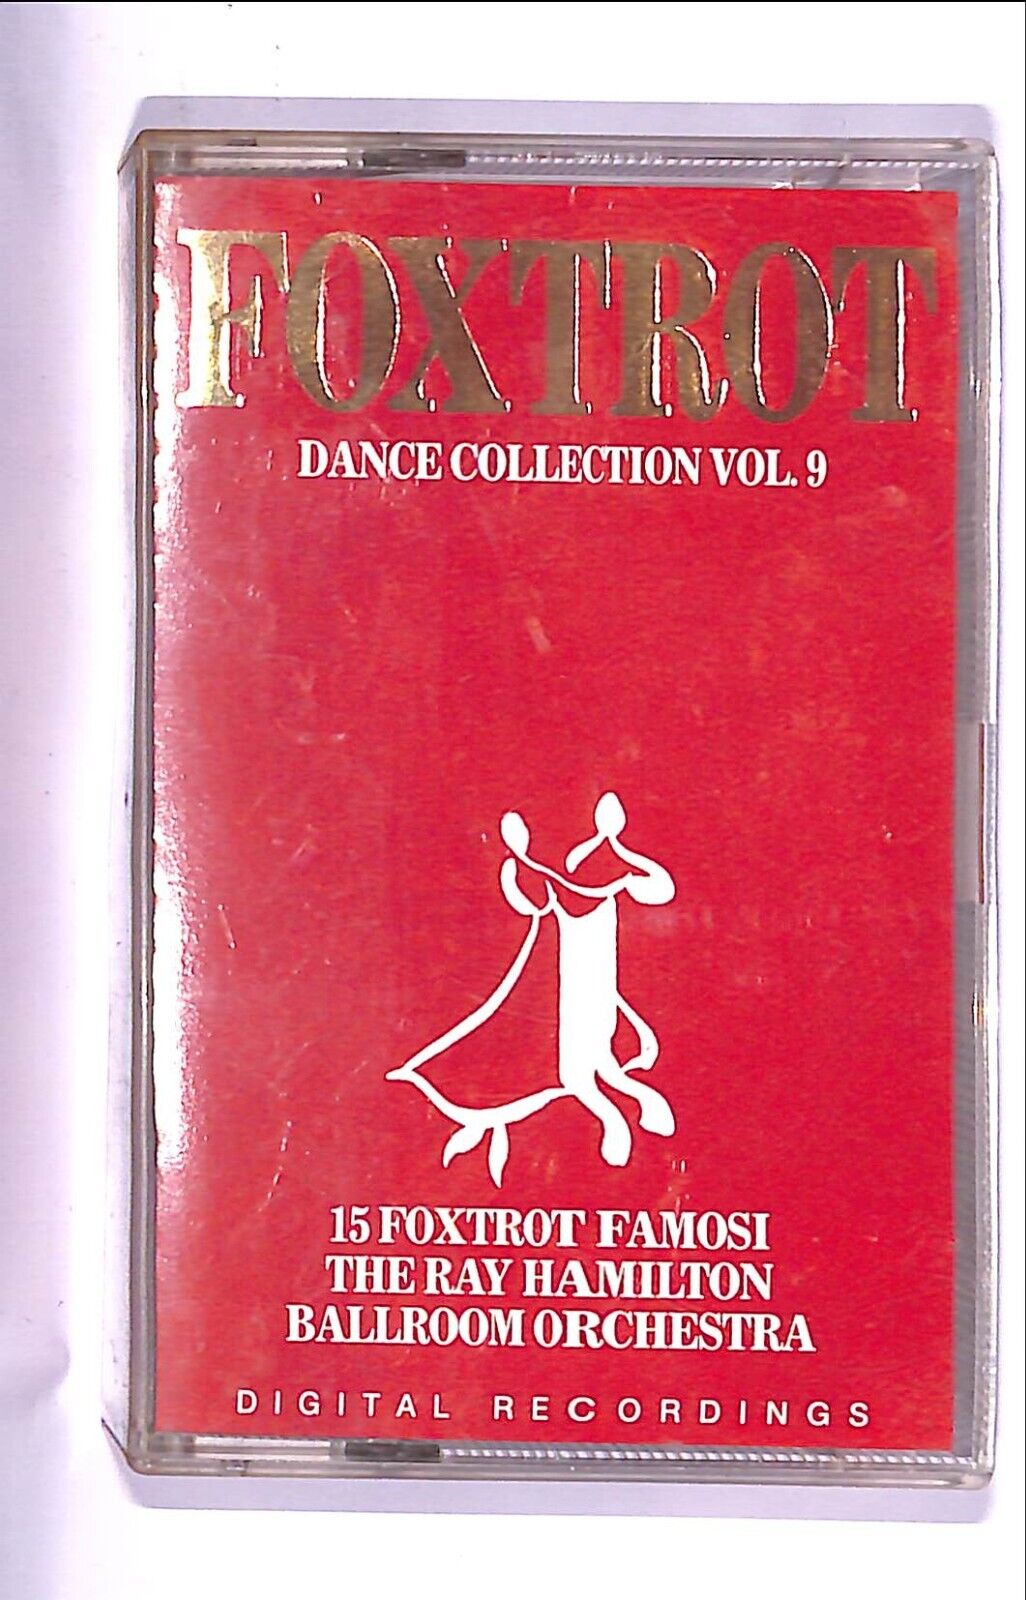 FOXTROT
DANCE COLLECTION VOL. 9
15 FOXTROT FAMOSI
THE RAY HAMILTON
BALLROOM ORCHESTRA
DIGITAL RECORDINGS